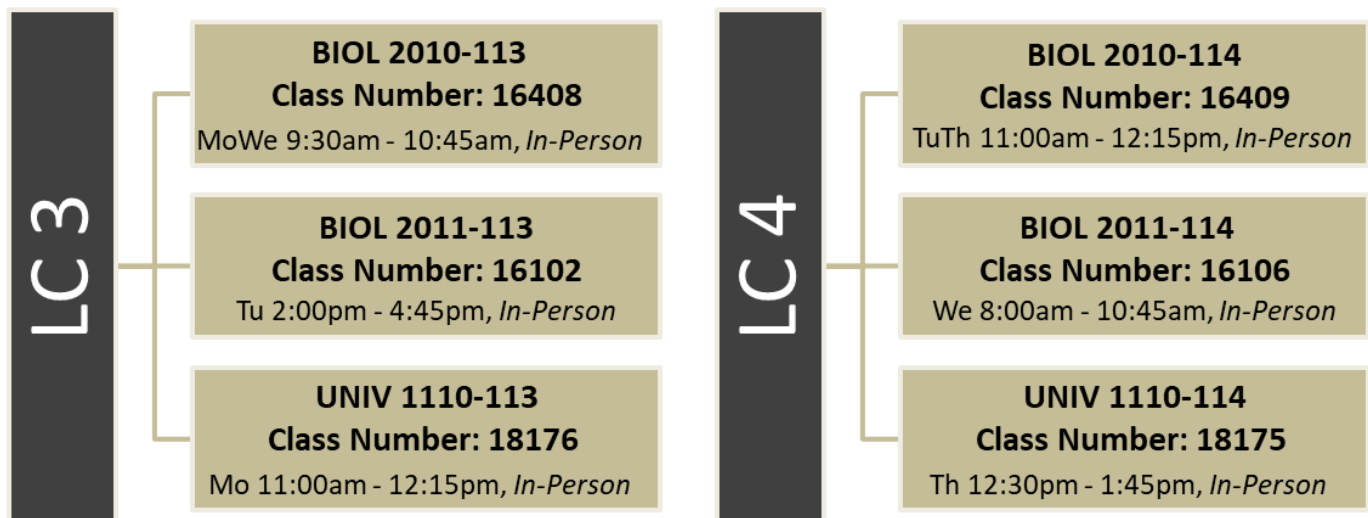 LC 3
BIOL 2010-113
Class Number: 16408
MoWe 9:30am - 10:45am, In-Person
BIOL 2011-113
Class Number: 16102
Tu 2:00pm - 4:45pm, In-Person
UNIV 1110-113
Class Number: 18176
Mo 11:00am - 12:15pm, In-Person
LC 4
BIOL 2010-114
Class Number: 16409
TuTh 11:00am - 12:15pm, In-Person
BIOL 2011-114
Class Number: 16106
We 8:00am - 10:45am, In-Person
UNIV 1110-114
Class Number: 18175
Th 12:30pm - 1:45pm, In-Person